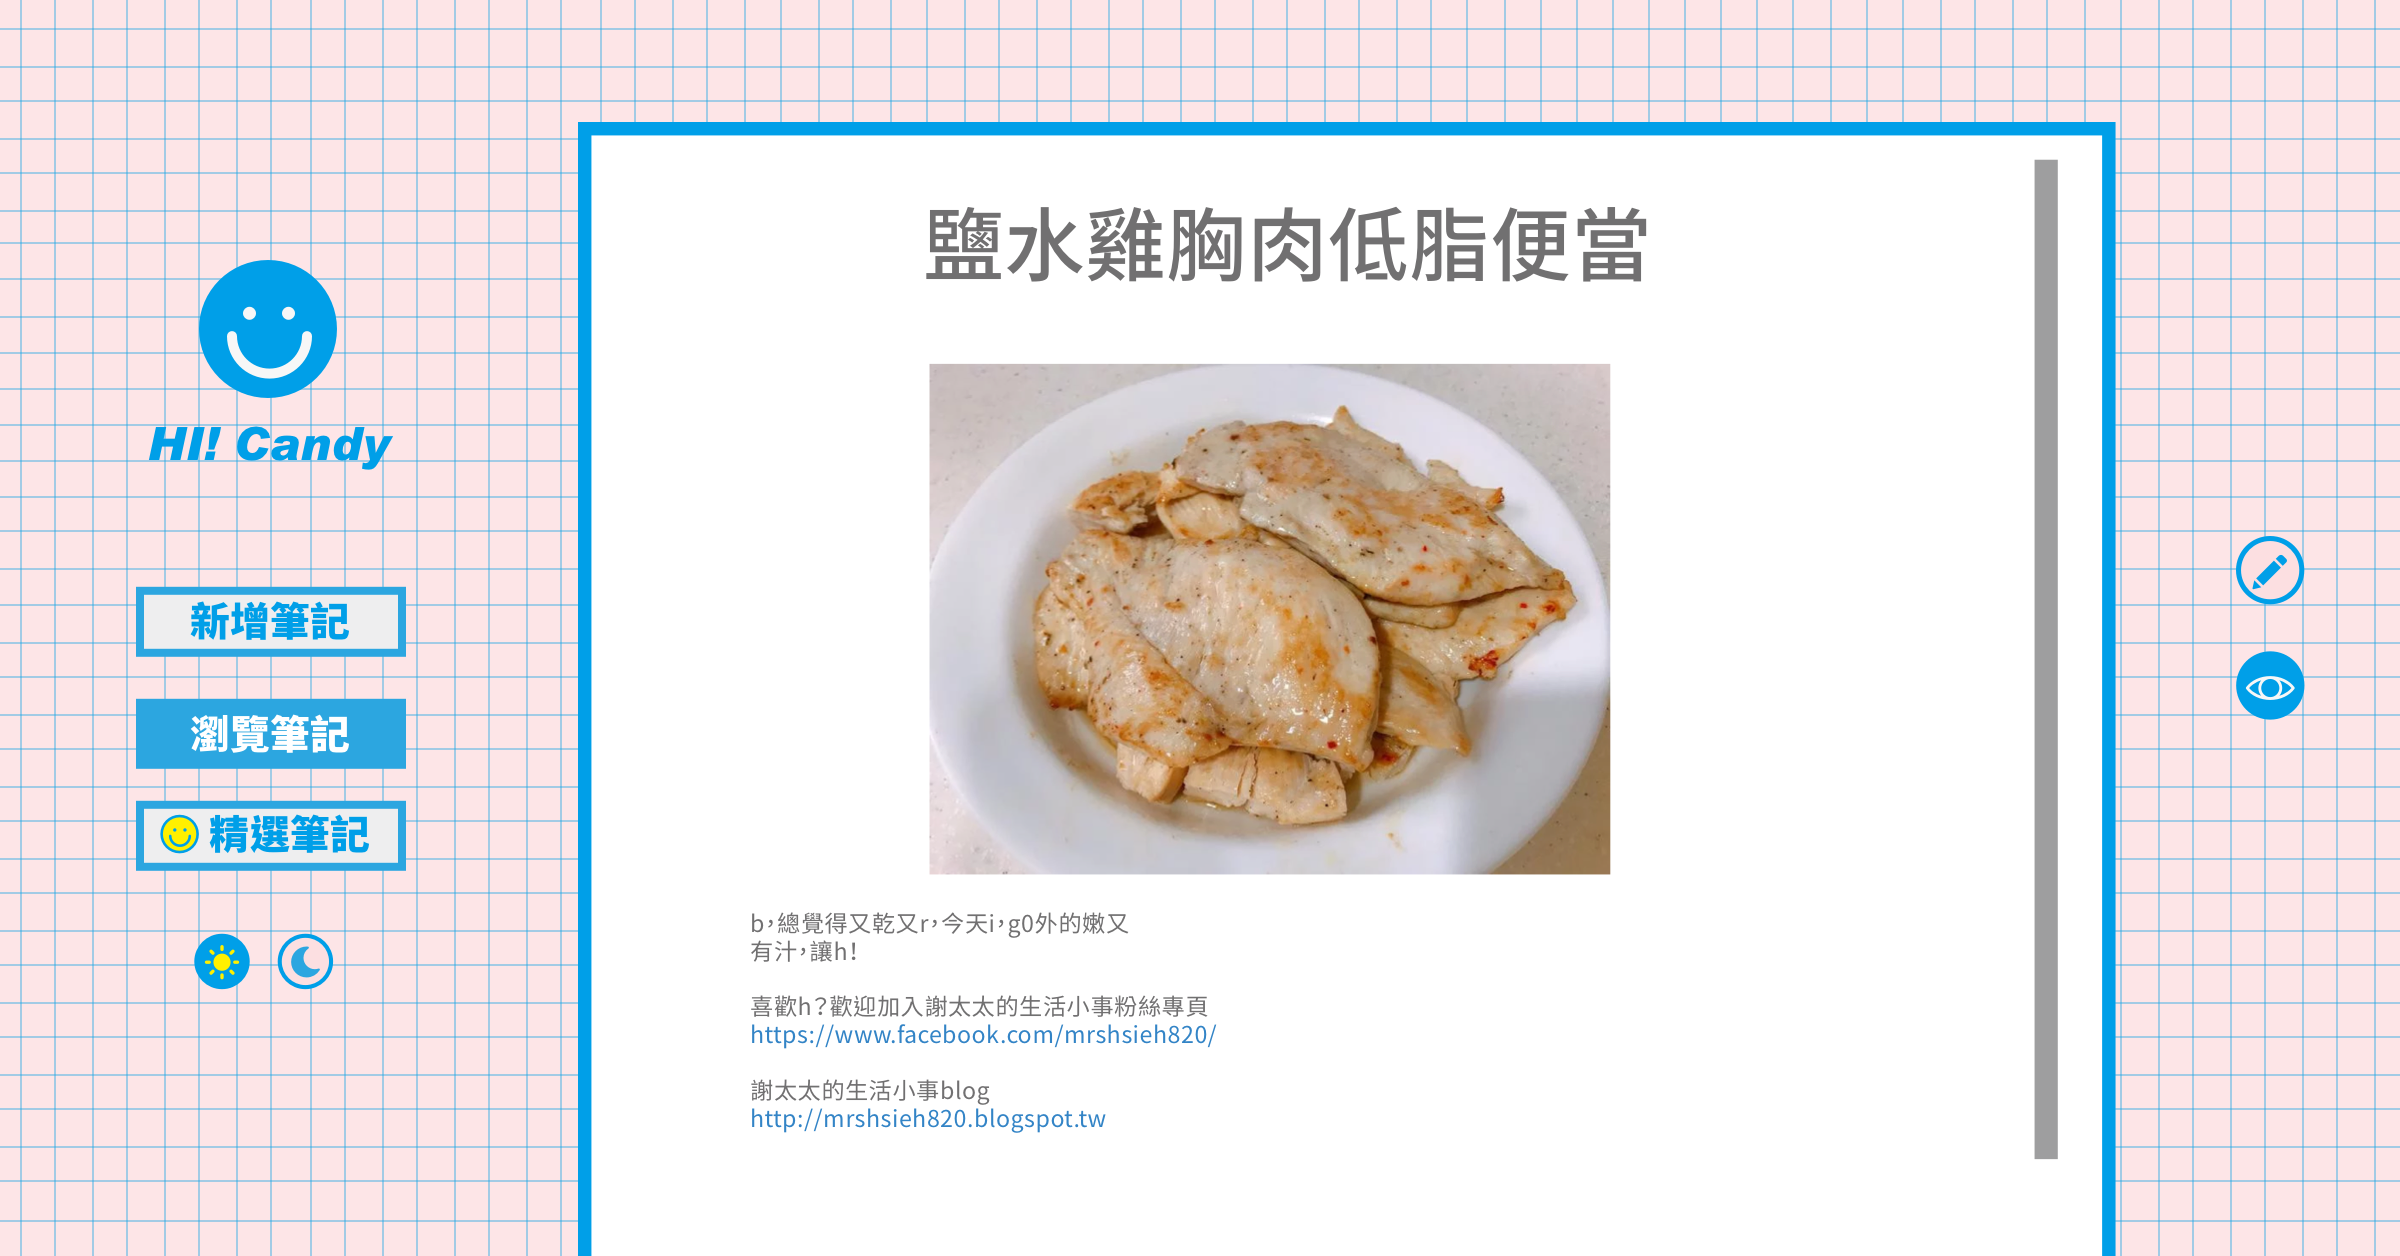 HI! Candy
新增筆記
瀏覽筆記
精選筆記
鹽水雞胸肉低脂便當
b,總覺得又乾又r,今天i,g0外的嫩又
有汁,讓h!
喜歡h?歡迎加入謝太太的生活小事粉絲專頁
https://www.facebook.com/mrshsieh820/
謝太太的生活小事blog
http://mrshsieh820.blogspot.tw